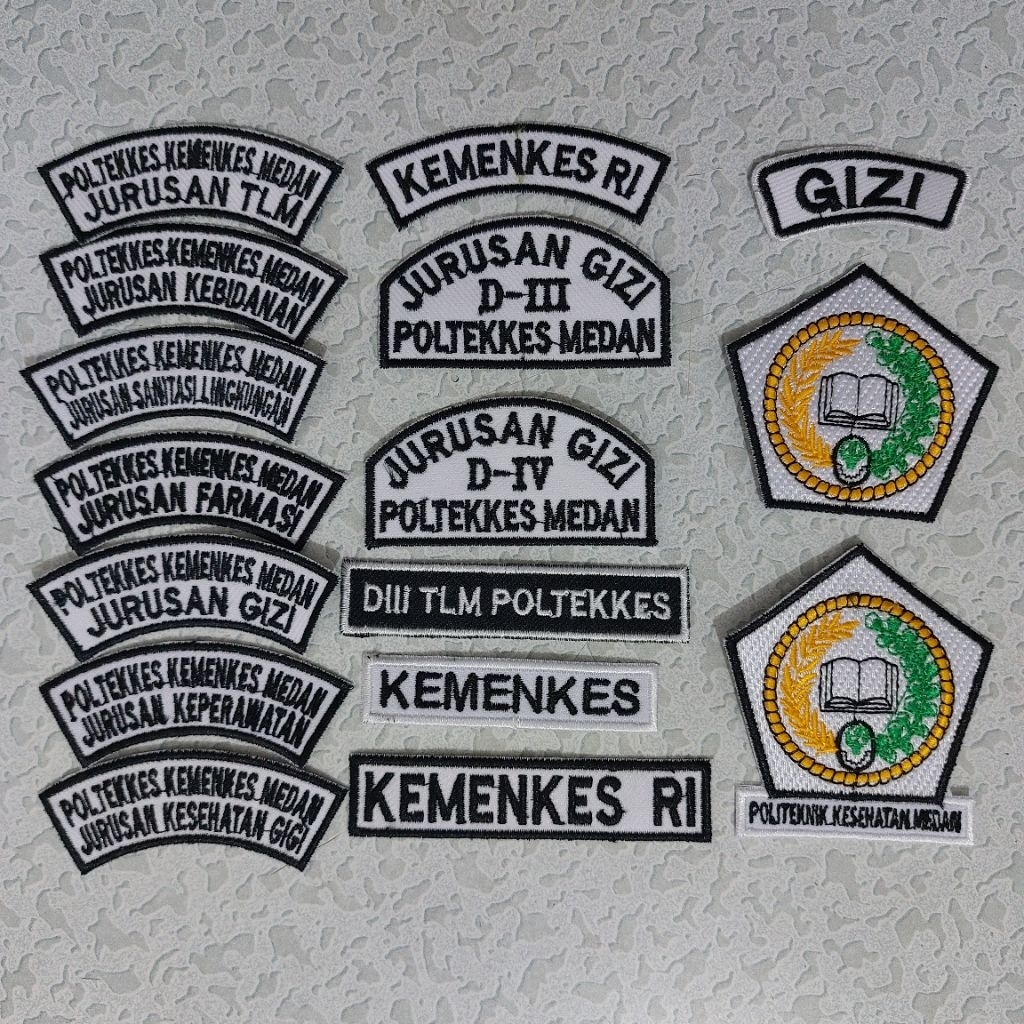 POLTEKKES KEMENKES MEDAN
JURUSAN TLM
POLTEKKES KEMENKES MEDAN
JURUSAN KEBIDANAN
POLTEKKES KEMENKES MEDAN
JURUSAN SANITASI LINGKUNGAN
POLTEKKES KEMENKES MEDAN
JURUSAN FARMASI
POLTEKKES KEMENKES MEDAN
JURUSAN GIZI
POLTEKKES KEMENKES MEDAN
JURUSAN KEPERAWATAN
POLTEKKES KEMENKES MEDAN
JURUSAN KESEHATAN GIGI
KEMENKES RI
JURUSAN GIZI
D-III
POLTEKKES MEDAN
JURUSAN GIZI
D-IV
POLTEKKES MEDAN
DIII TLM POLTEKKES
KEMENKES
KEMENKES RI
GIZI
POLITEKNIK KESEHATAN MEDAN